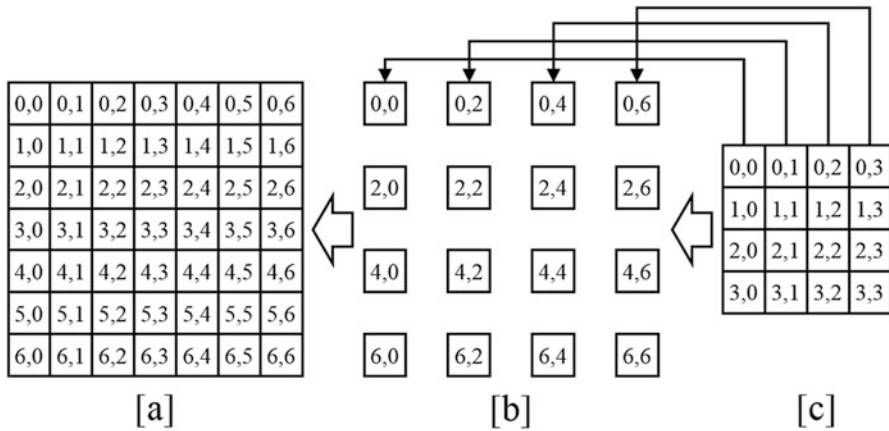 0,0 0,1 0,2 0,3 0,4 0,5 0,6
1,0 1,1 1,2 1,3 1,4 1,5 1,6
2,0 2,1 2,2 2,3 2,4 2,5 2,6
3,0 3,1 3,2 3,3 3,4 3,5 3,6
4,0 4,1 4,2 4,3 4,4 4,5 4,6
5,0 5,1 5,2 5,3 5,4 5,5 5,6
6,0 6,1 6,2 6,3 6,4 6,5 6,6
[a]
0,0 0,2 0,4 0,6
2,0 2,2 2,4 2,6
4,0 4,2 4,4 4,6
6,0 6,2 6,4 6,6
[b]
0,0 0,1 0,2 0,3
1,0 1,1 1,2 1,3
2,0 2,1 2,2 2,3
3,0 3,1 3,2 3,3
[c]